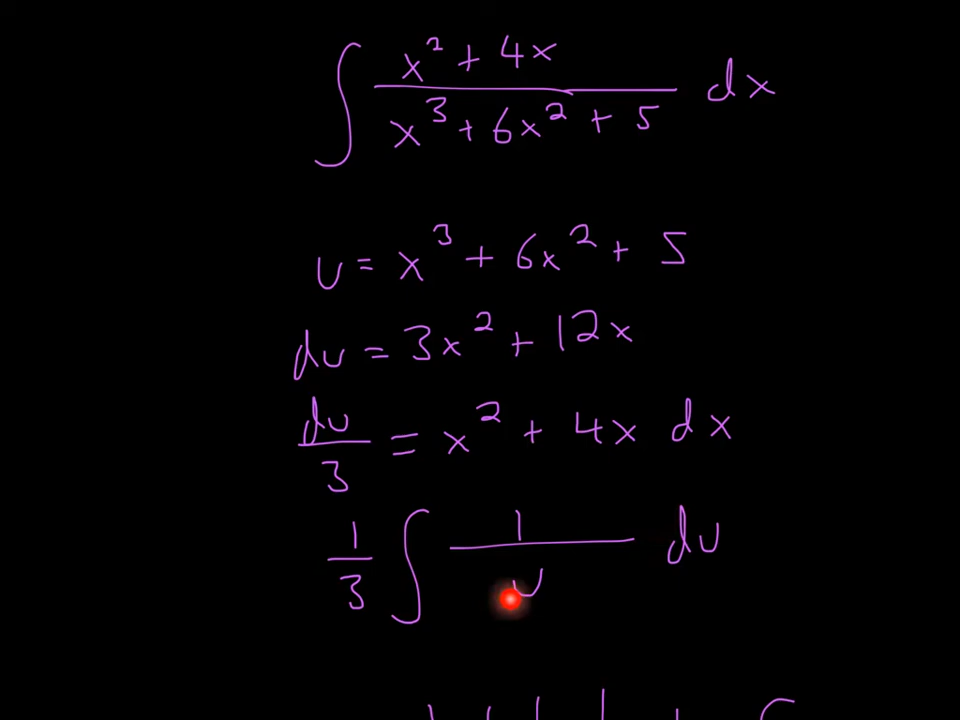 ∫ x² + 4x / x³ + 6x² + 5 dx
u = x³ + 6x² + 5
du = 3x² + 12x
du/3 = x² + 4x dx
1/3 ∫ 1/u du